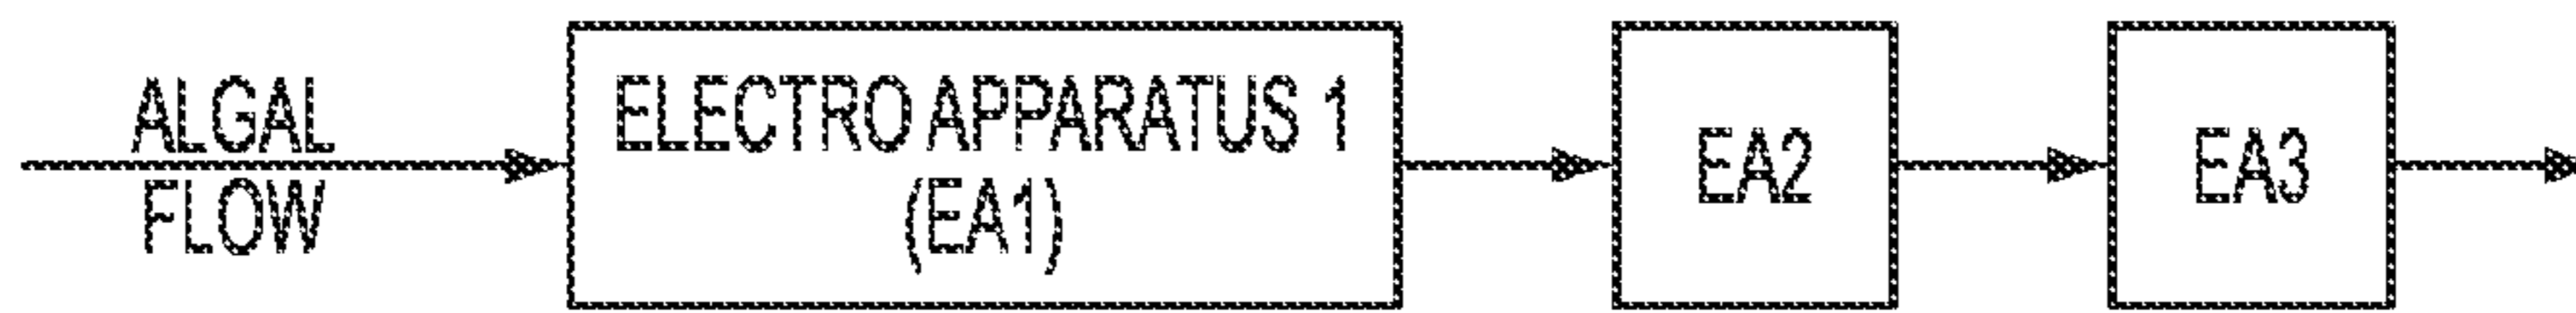 ALGAL
FLOW
ELECTRO APPARATUS 1
(EA1)
EA2
EA3